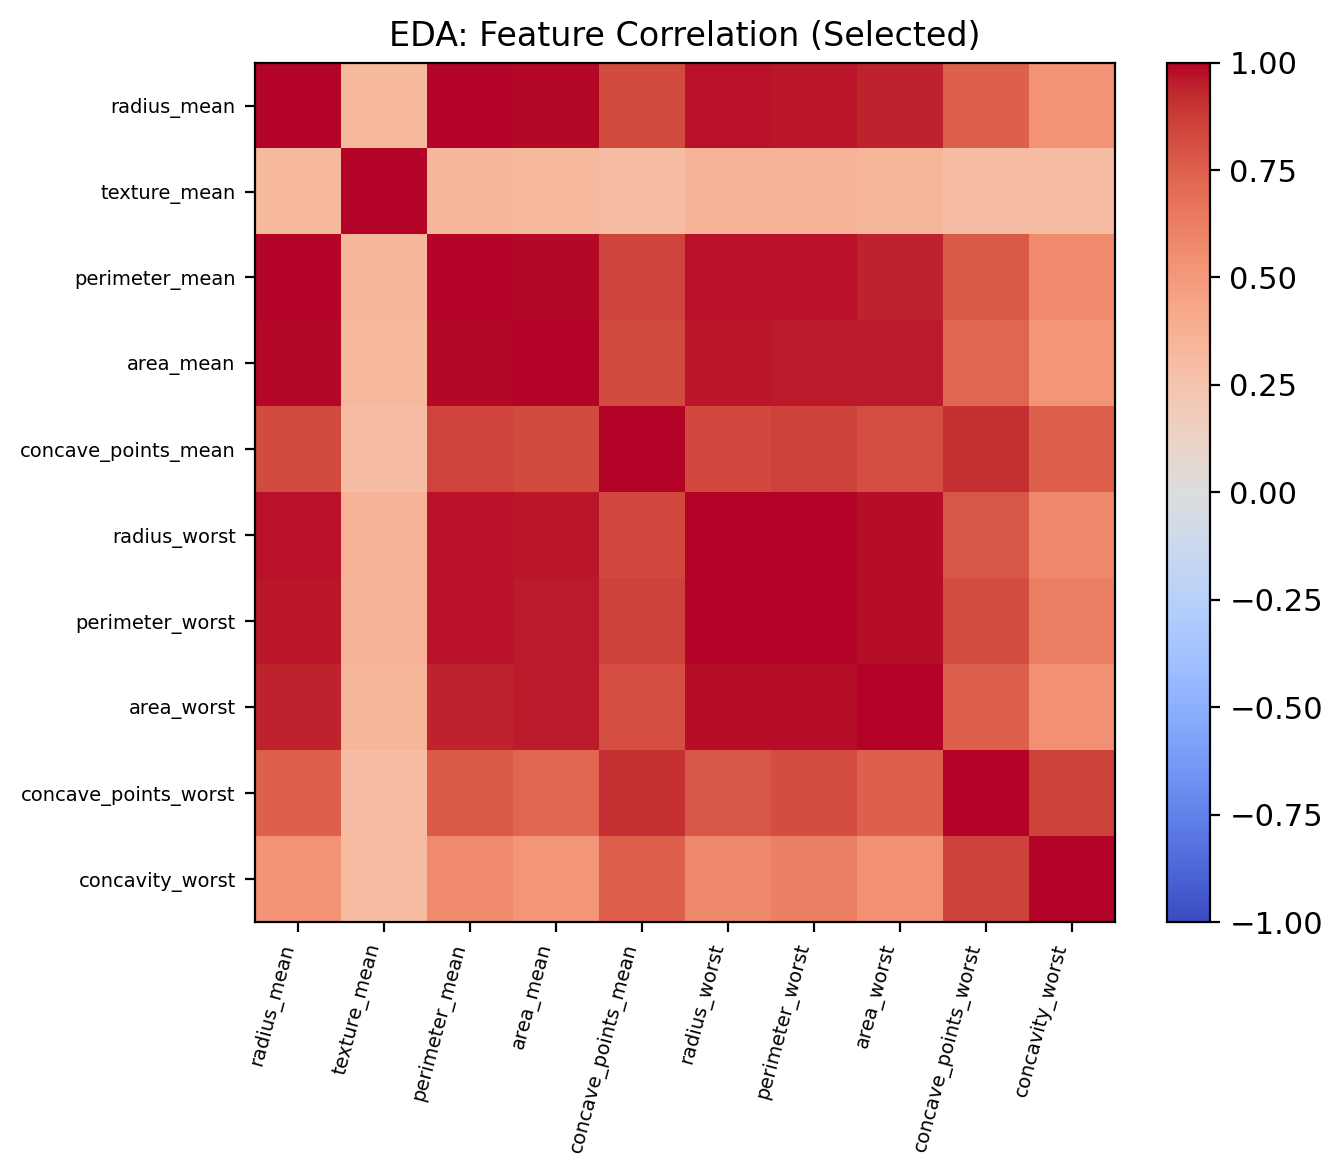 EDA: Feature Correlation (Selected)
radius_mean
texture_mean
perimeter_mean
area_mean
concave_points_mean
radius_worst
perimeter_worst
area_worst
concave_points_worst
concavity_worst
radius_mean
texture_mean
perimeter_mean
area_mean
concave_points_mean
radius_worst
perimeter_worst
area_worst
concave_points_worst
concavity_worst
1.00
0.75
0.50
0.25
0.00
−0.25
−0.50
−0.75
−1.00